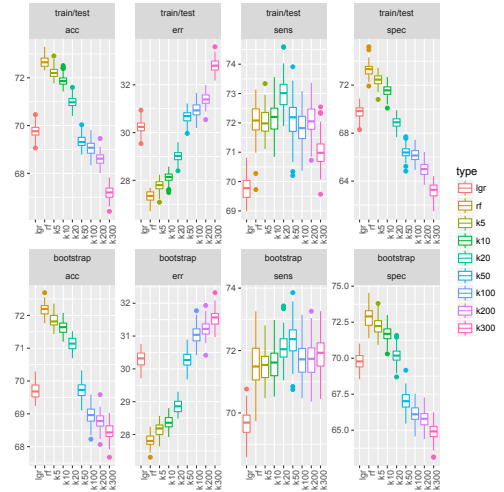 train/test
acc
72
70
68
lgr
rf
k5
k10
k20
k50
k100
k200
k300
train/test
err
32
30
28
lgr
rf
k5
k10
k20
k50
k100
k200
k300
train/test
sens
74
73
72
71
70
69
lgr
rf
k5
k10
k20
k50
k100
k200
k300
train/test
spec
72
68
64
lgr
rf
k5
k10
k20
k50
k100
k200
k300
bootstrap
acc
72
71
70
69
68
lgr
rf
k5
k10
k20
k50
k100
k200
k300
bootstrap
err
32
31
30
29
28
lgr
rf
k5
k10
k20
k50
k100
k200
k300
bootstrap
sens
74
73
72
71
70
lgr
rf
k5
k10
k20
k50
k100
k200
k300
bootstrap
spec
75.0
72.5
70.0
67.5
65.0
lgr
rf
k5
k10
k20
k50
k100
k200
k300
type
lgr
rf
k5
k10
k20
k50
k100
k200
k300